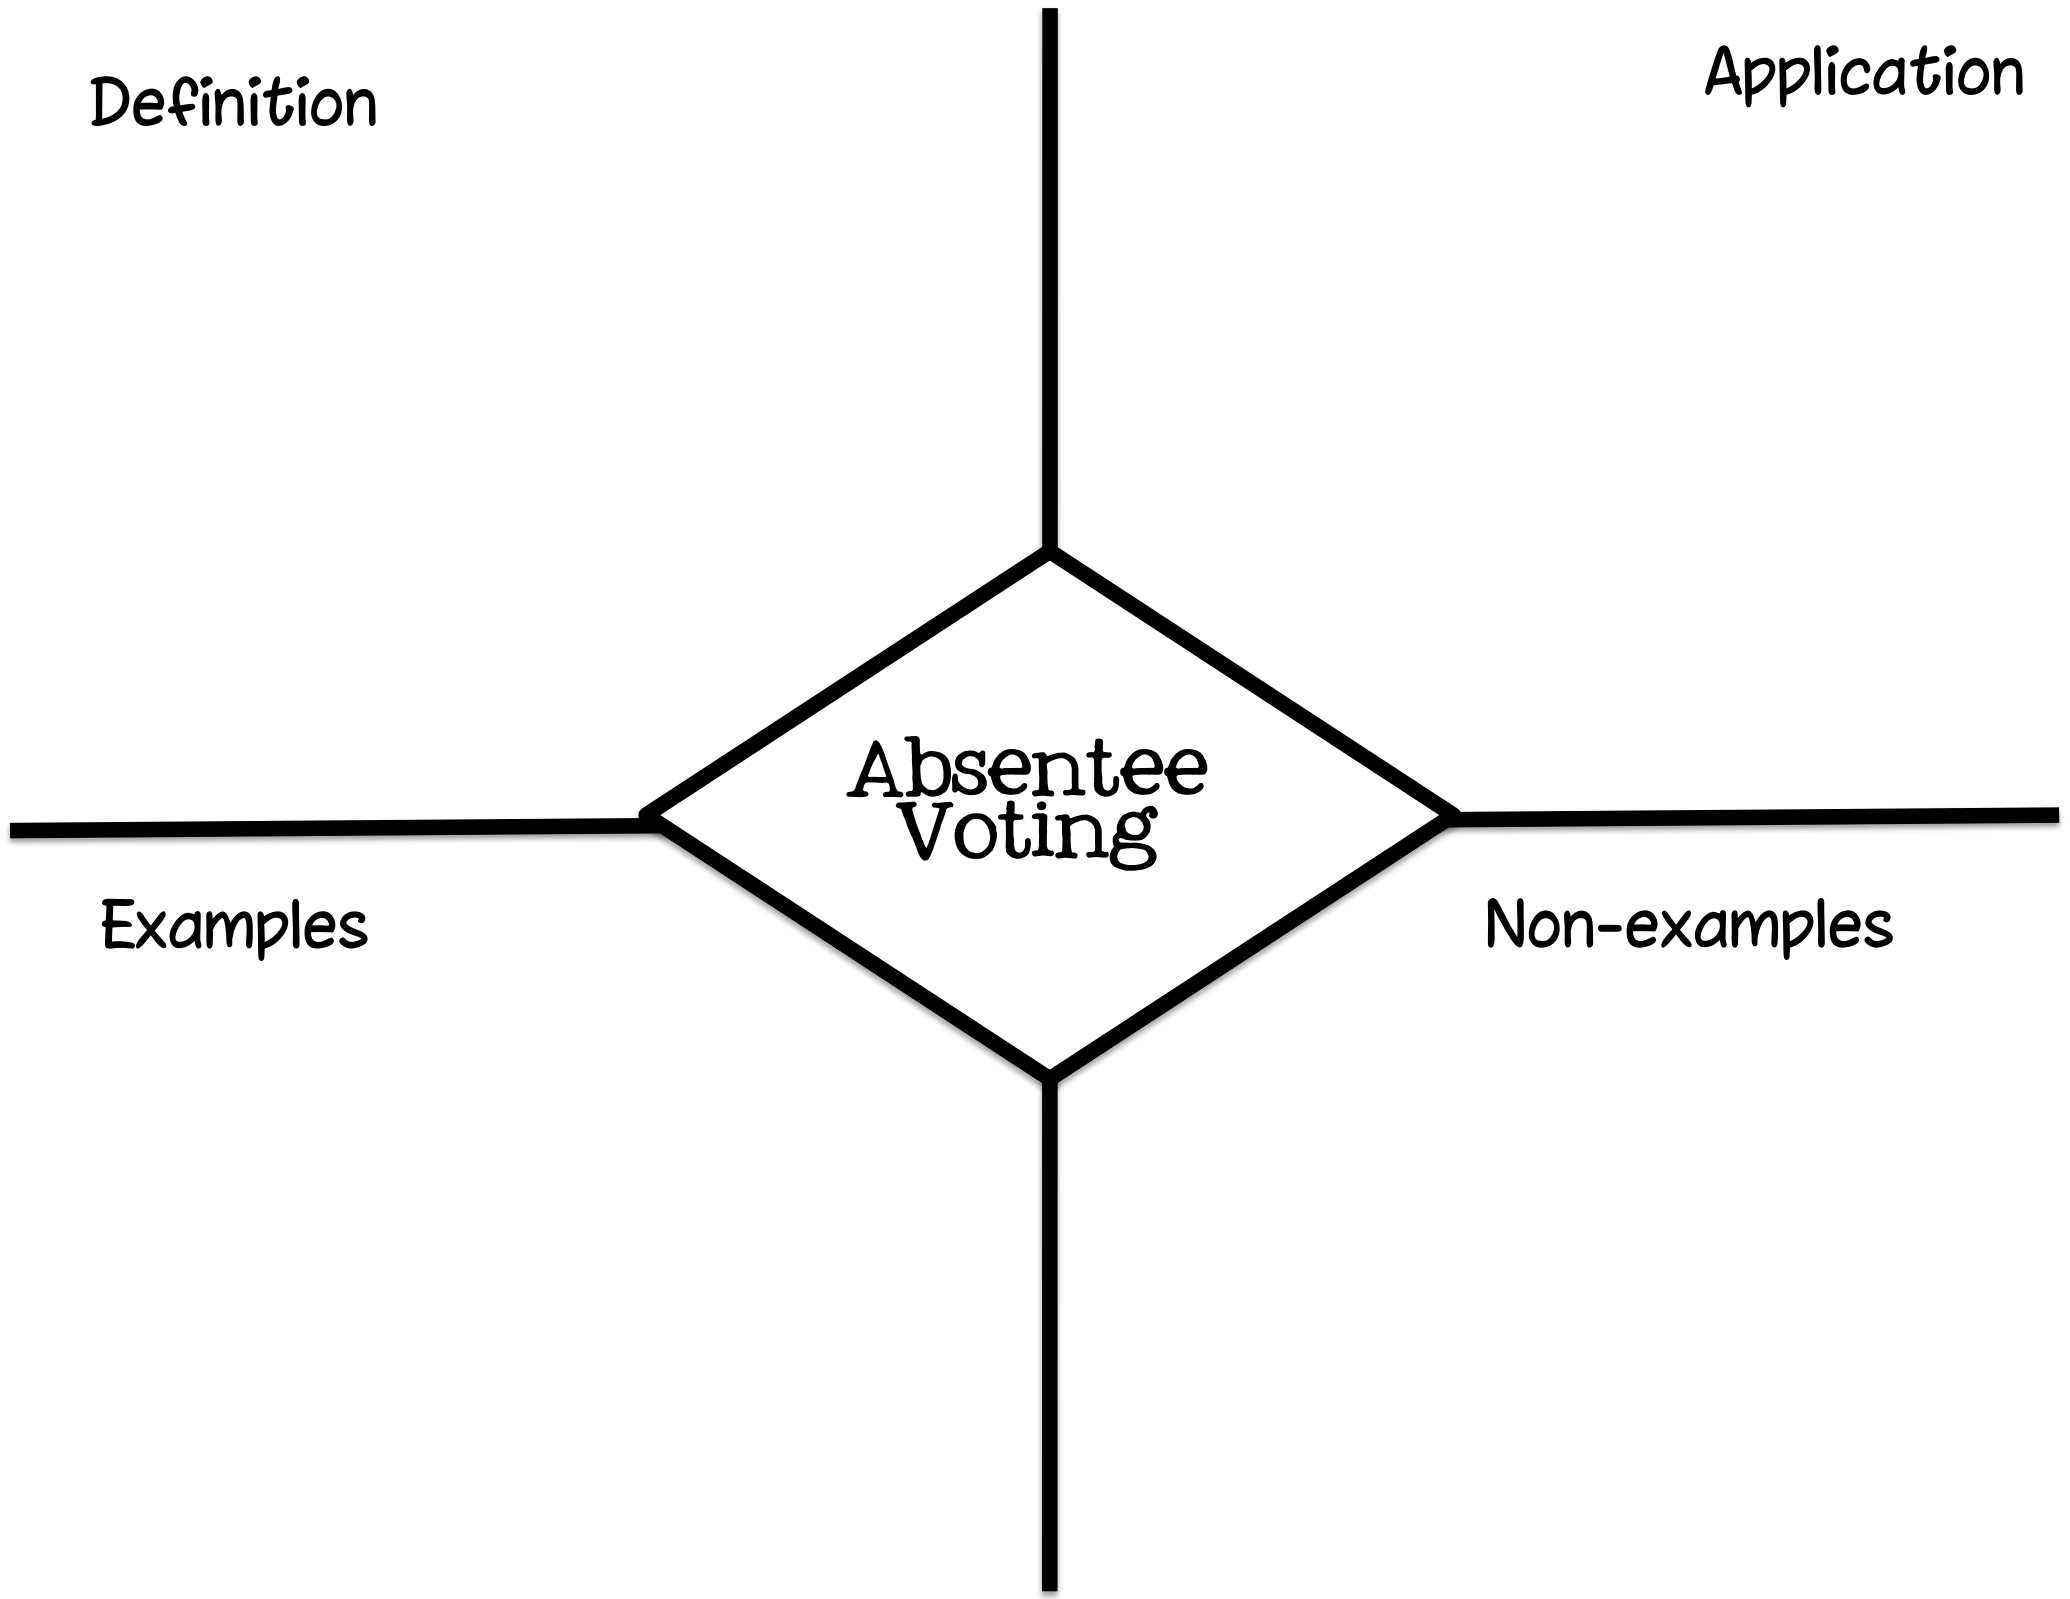 Definition
Application
Absentee
Voting
Examples
Non-examples